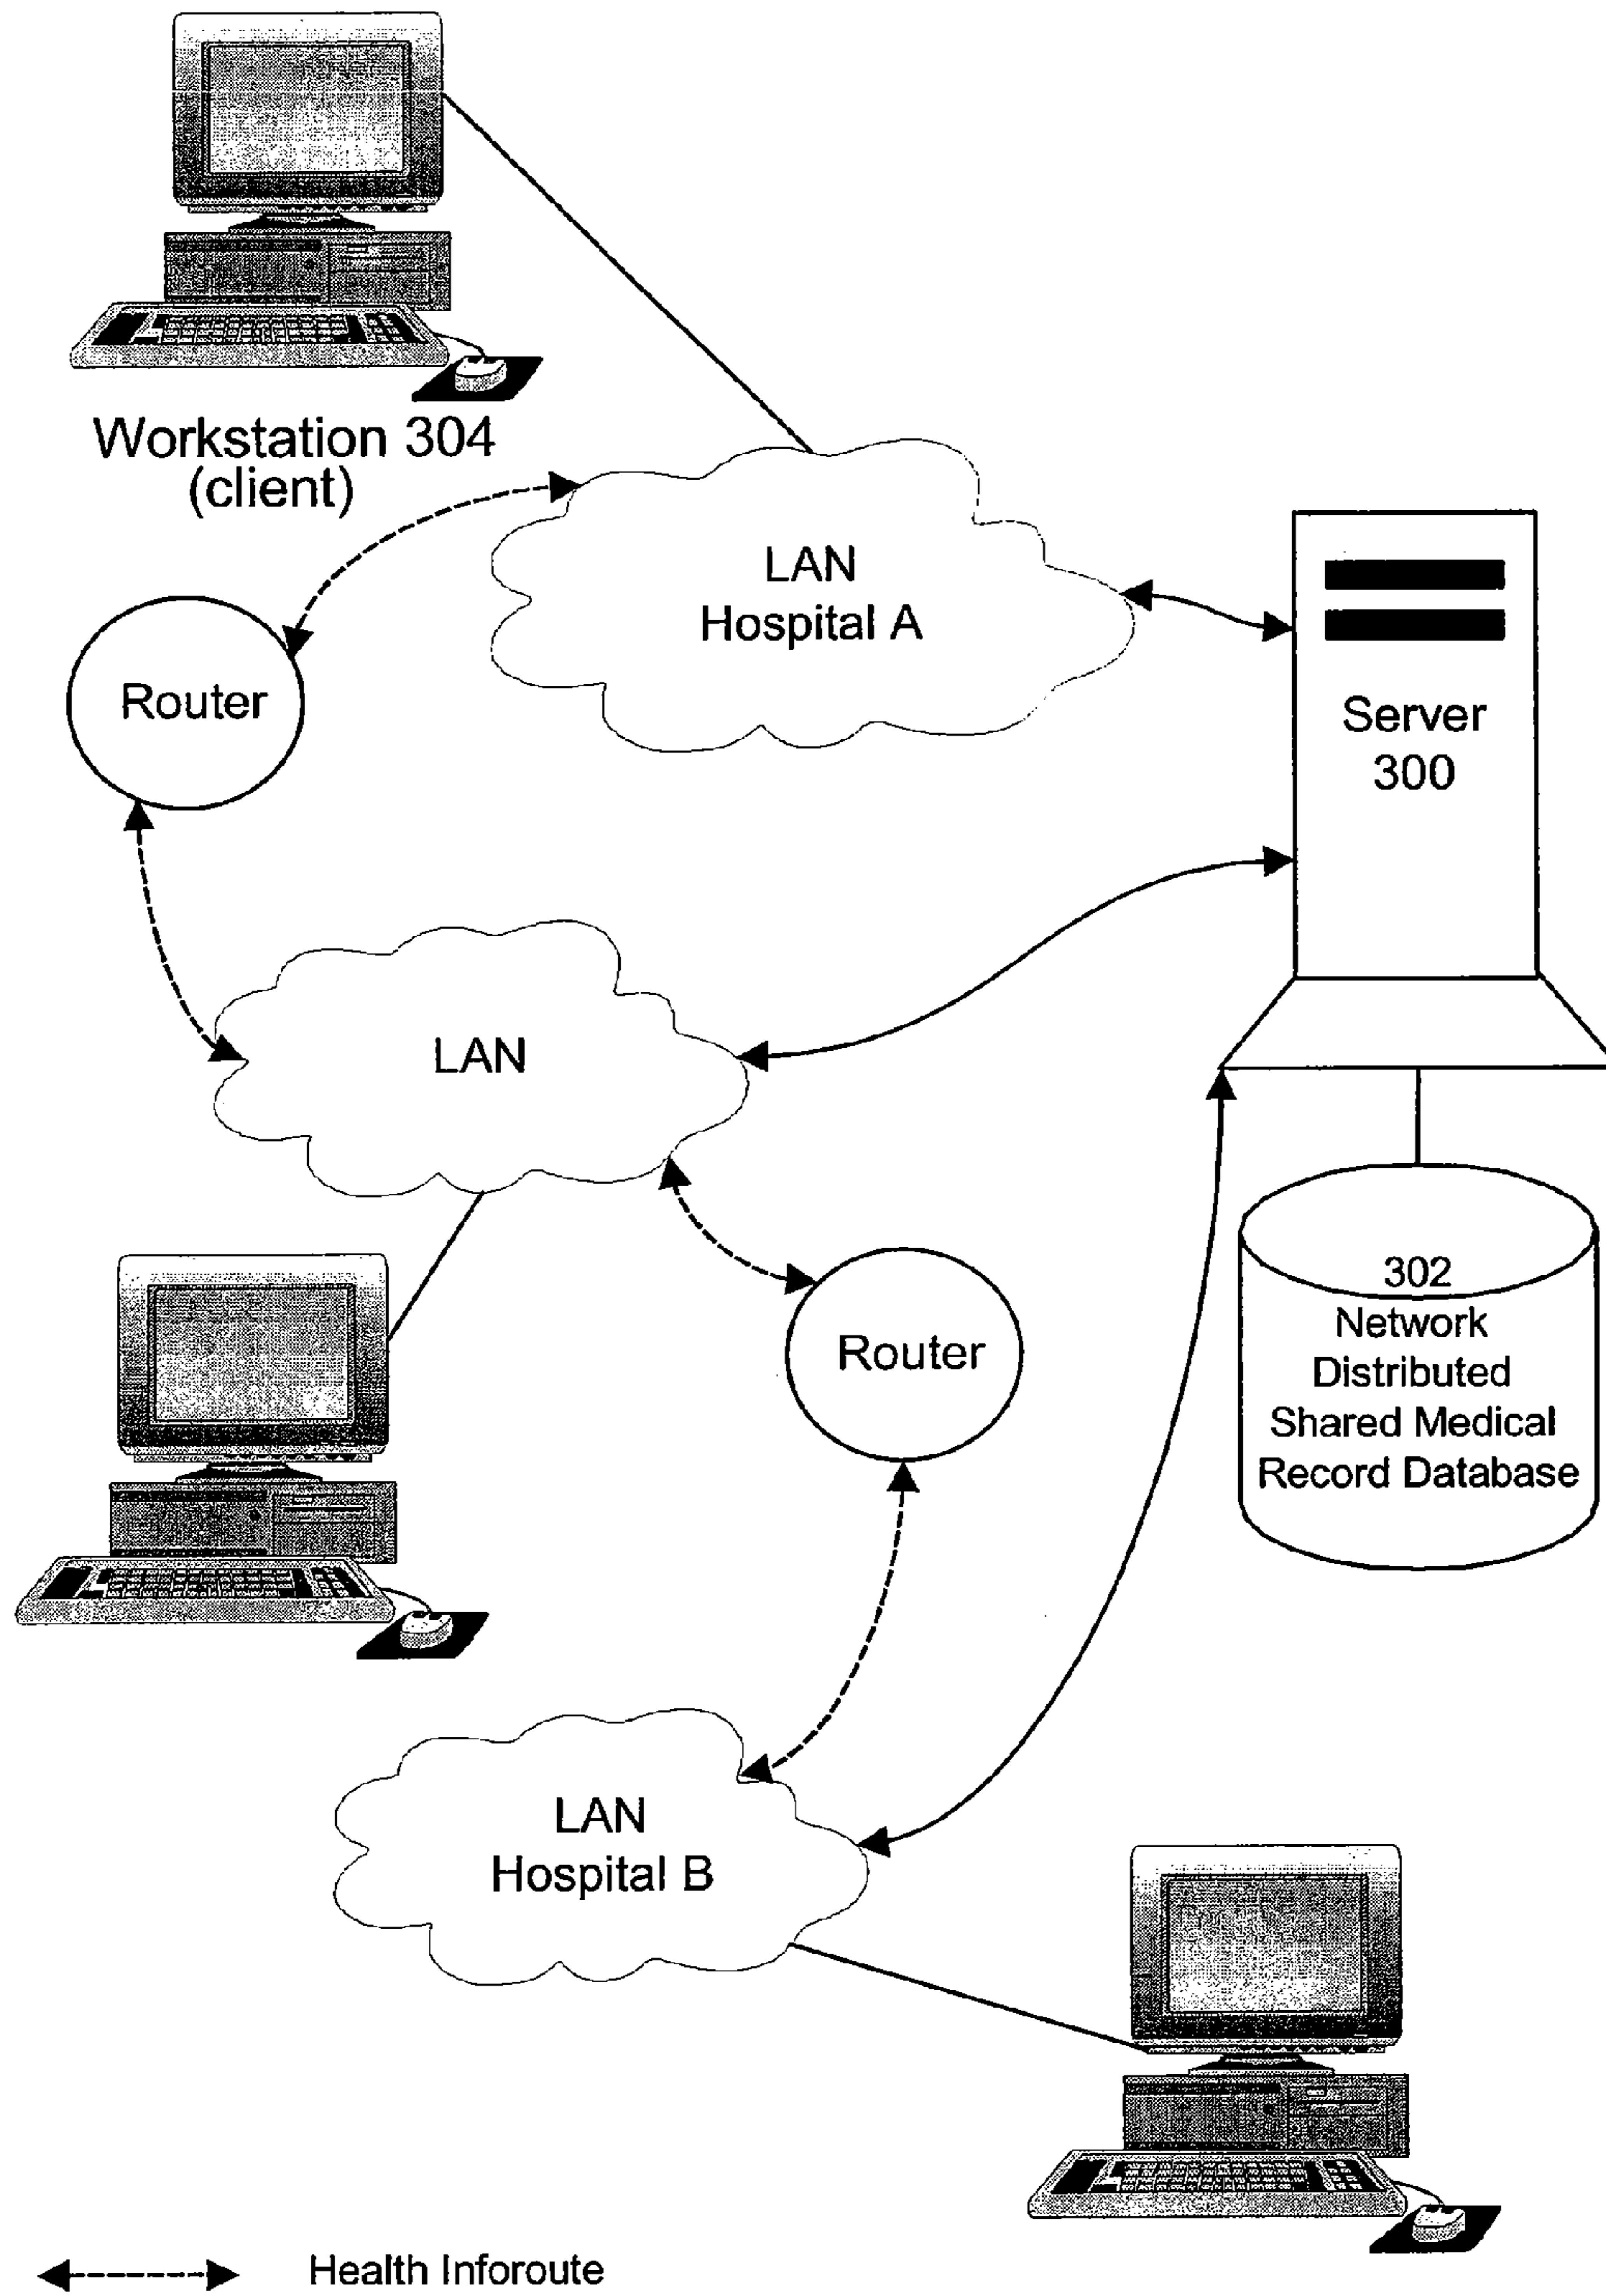 Workstation 304
(client)
LAN
Hospital A
Router
Server
300
LAN
Router
302
Network
Distributed
Shared Medical
Record Database
LAN
Hospital B
Health Inforoute